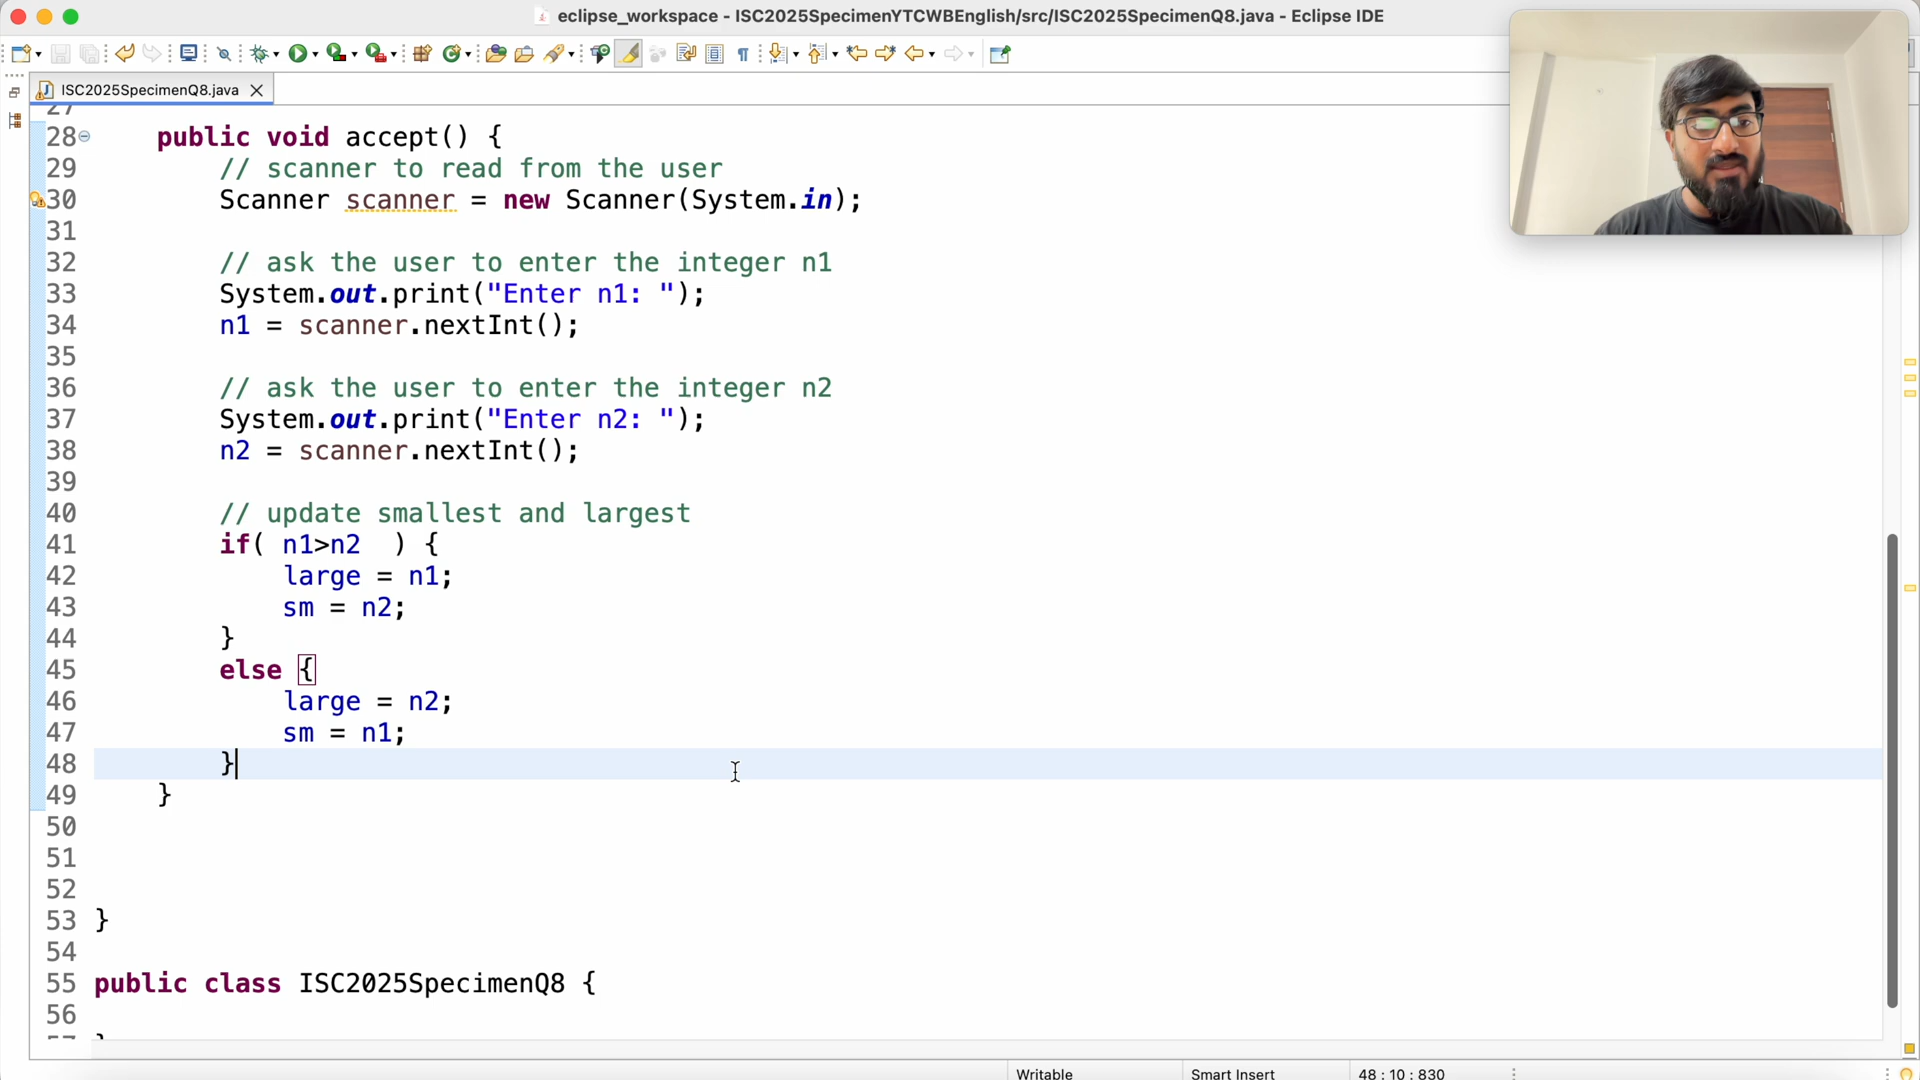 eclipse_workspace - ISC2025SpecimenYTCWBEnglish/src/ISC2025SpecimenQ8.java - Eclipse IDE
ISC2025SpecimenQ8.java
27
28 public void accept() {
29 // scanner to read from the user
30 Scanner scanner = new Scanner(System.in);
31
32 // ask the user to enter the integer n1
33 System.out.print("Enter n1: ");
34 n1 = scanner.nextInt();
35
36 // ask the user to enter the integer n2
37 System.out.print("Enter n2: ");
38 n2 = scanner.nextInt();
39
40 // update smallest and largest
41 if( n1>n2  ) {
42 large = n1;
43 sm = n2;
44 }
45 else {
46 large = n2;
47 sm = n1;
48 }
49 }
50
51
52
53 }
54
55 public class ISC2025SpecimenQ8 {
56
57 }
Writable Smart Insert 48 : 10 : 830